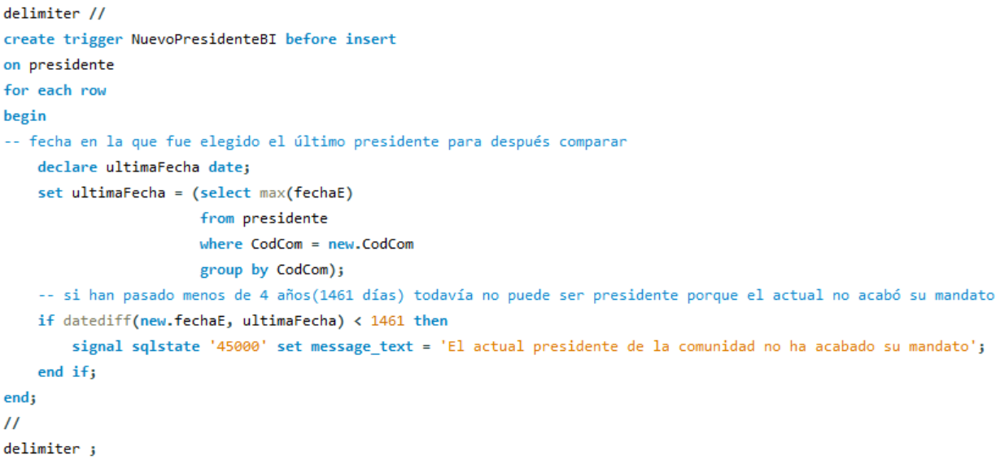 delimiter //
create trigger NuevoPresidenteBI before insert
on presidente
for each row
begin
-- fecha en la que fue elegido el último presidente para después comparar
    declare ultimaFecha date;
    set ultimaFecha = (select max(fechaE)
                       from presidente
                       where CodCom = new.CodCom
                       group by CodCom);
    -- si han pasado menos de 4 años(1461 días) todavía no puede ser presidente porque el actual no acabó su mandato
    if datediff(new.fechaE, ultimaFecha) < 1461 then
        signal sqlstate '45000' set message_text = 'El actual presidente de la comunidad no ha acabado su mandato';
    end if;
end;
//
delimiter ;